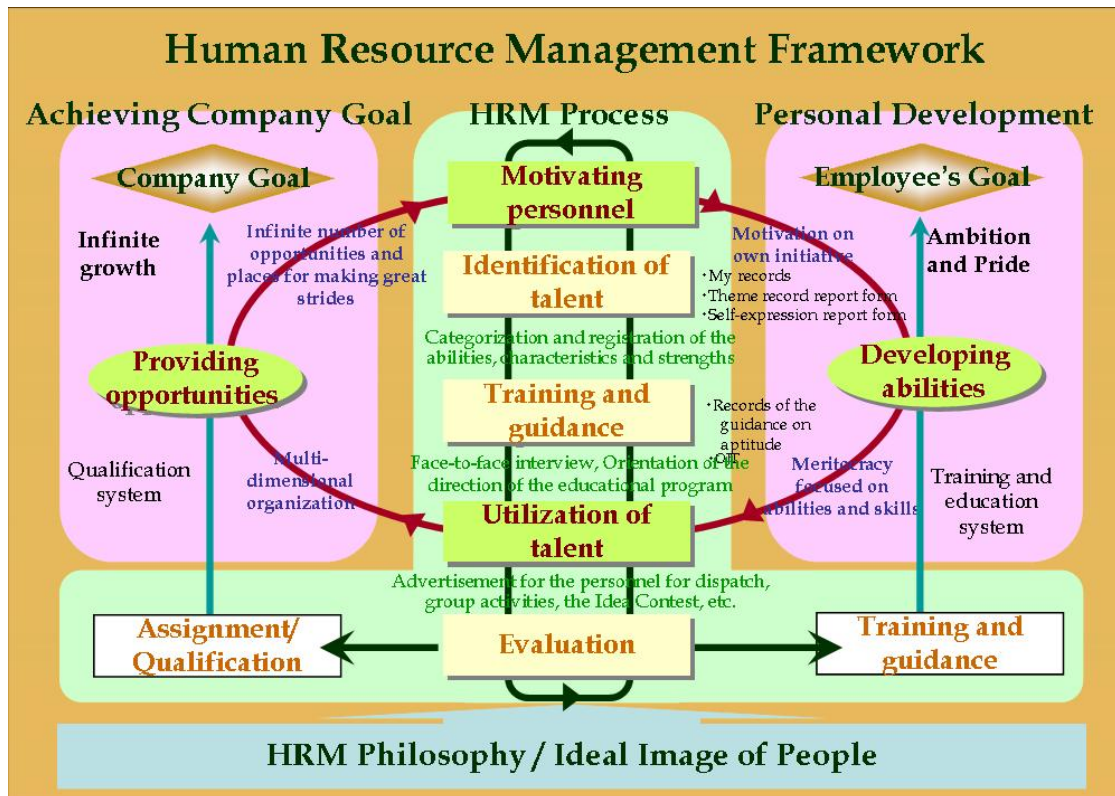 Human Resource Management Framework
Achieving Company Goal
HRM Process
Personal Development
Company Goal
Infinite
growth
Infinite number of
opportunities and
places for making great
strides
Providing
opportunities
Qualification
system
Multi-
dimensional
organization
Motivating
personnel
Identification of
talent
Categorization and registration of the
abilities, characteristics and strengths
Training and
guidance
Face-to-face interview, Orientation of the
direction of the educational program
Utilization of
talent
Advertisement for the personnel for dispatch,
group activities, the Idea Contest, etc.
Evaluation
Employee's Goal
Motivation on
own initiative
Ambition
and Pride
・My records
・Theme record report form
・Self-expression report form
Developing
abilities
・Records of the
guidance on
aptitude
・OJT
Meritocracy
focused on
abilities and skills
Training and
education
system
Assignment/
Qualification
Training and
guidance
HRM Philosophy / Ideal Image of People